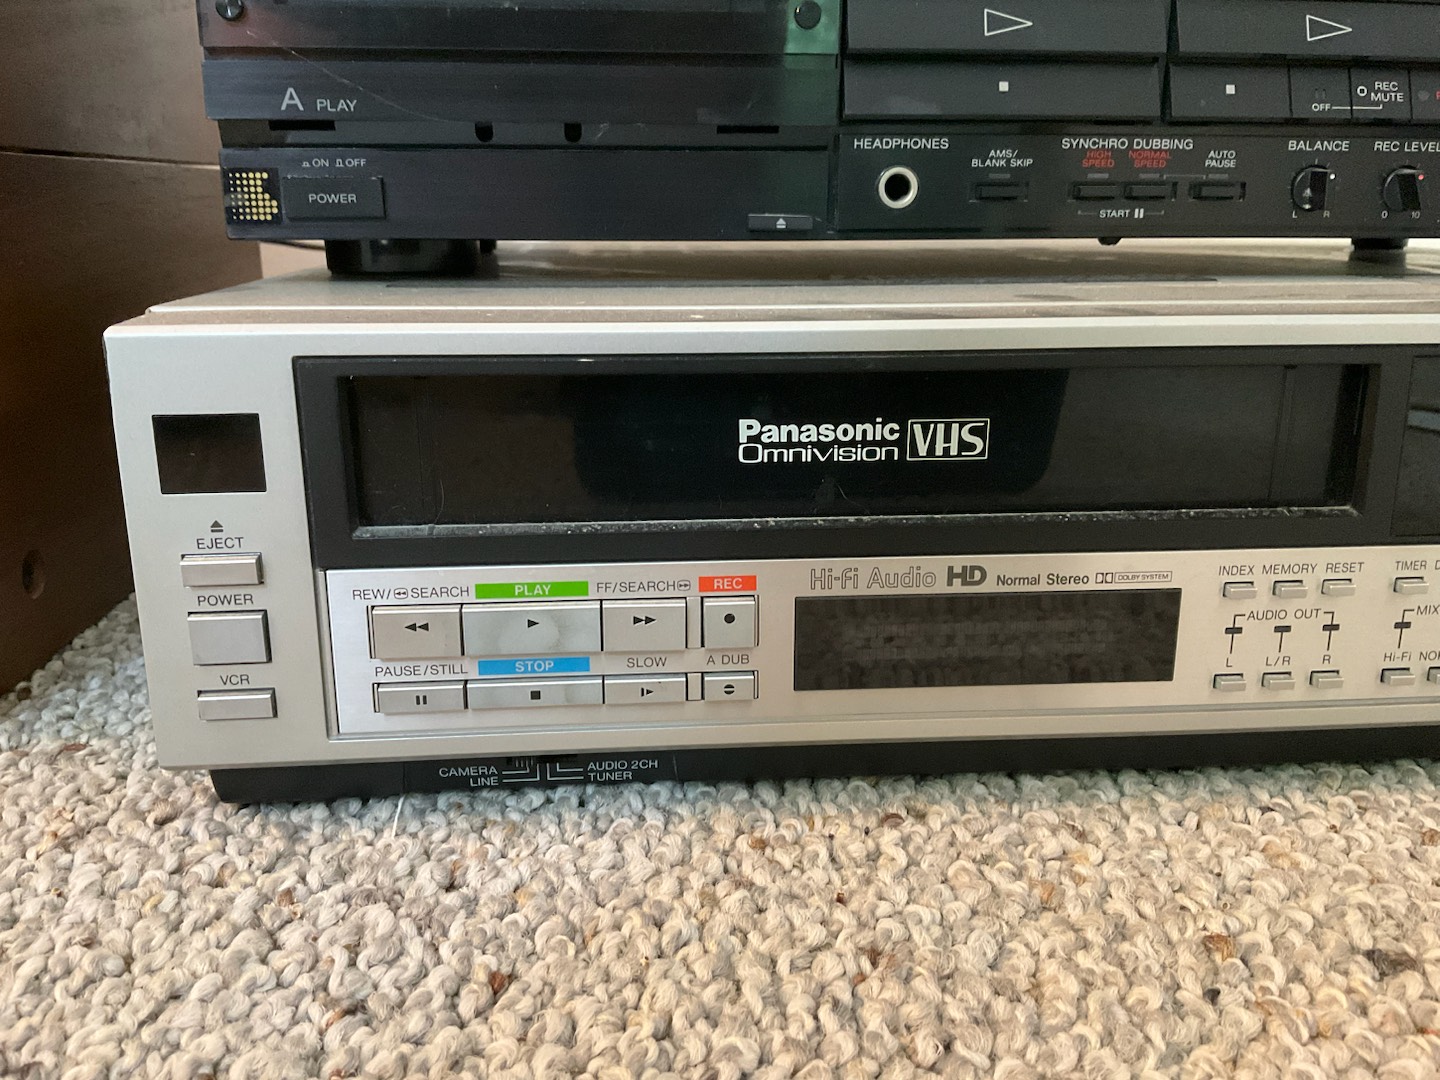 A PLAY
ON OFF
POWER
OFF
REC
MUTE
HEADPHONES
AMS/
BLANK SKIP
SYNCHRO DUBBING
HIGH
SPEED
NORMAL
SPEED
AUTO
PAUSE
START
BALANCE
L R
REC LEVEL
0 10
Panasonic
Omnivision VHS
EJECT
POWER
VCR
REW/ SEARCH
PLAY
FF/SEARCH
REC
PAUSE/STILL
STOP
SLOW
A DUB
Hi-Fi Audio HD Normal Stereo DOLBY SYSTEM
INDEX MEMORY RESET
TIMER
AUDIO OUT
MIX
L L/R R
Hi-Fi
CAMERA
LINE
AUDIO 2CH
TUNER